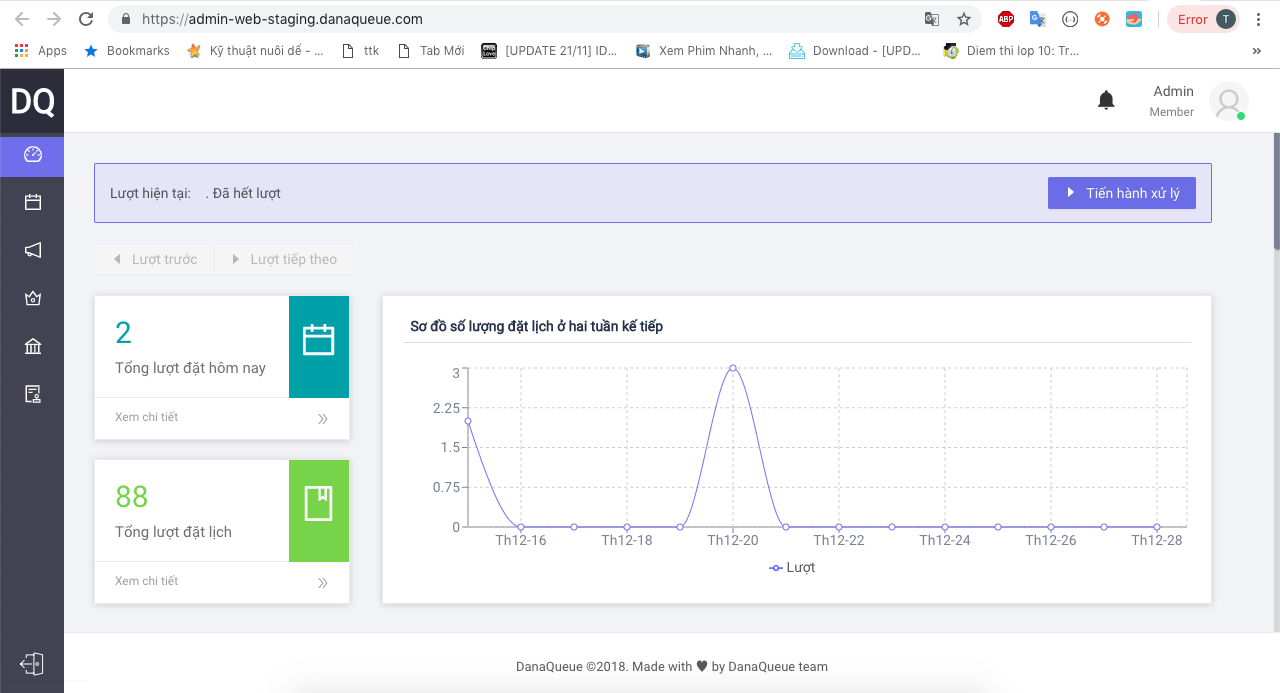 https://admin-web-staging.danaqueue.com
ABP
Error
T
Apps
Bookmarks
Kỹ thuật nuôi dế - ...
ttk
Tab Mới
[UPDATE 21/11] ID...
Xem Phim Nhanh, ...
Download - [UPD...
Diem thi lop 10: Tr...
»
DQ
Admin
Member
Lượt hiện tại: . Đã hết lượt
Tiến hành xử lý
Lượt trước
Lượt tiếp theo
2
Tổng lượt đặt hôm nay
Xem chi tiết
88
Tổng lượt đặt lịch
Xem chi tiết
Sơ đồ số lượng đặt lịch ở hai tuần kế tiếp
3
2.25
1.5
0.75
0
Th12-16 Th12-18 Th12-20 Th12-22 Th12-24 Th12-26 Th12-28
Lượt
DanaQueue ©2018. Made with ♥ by DanaQueue team